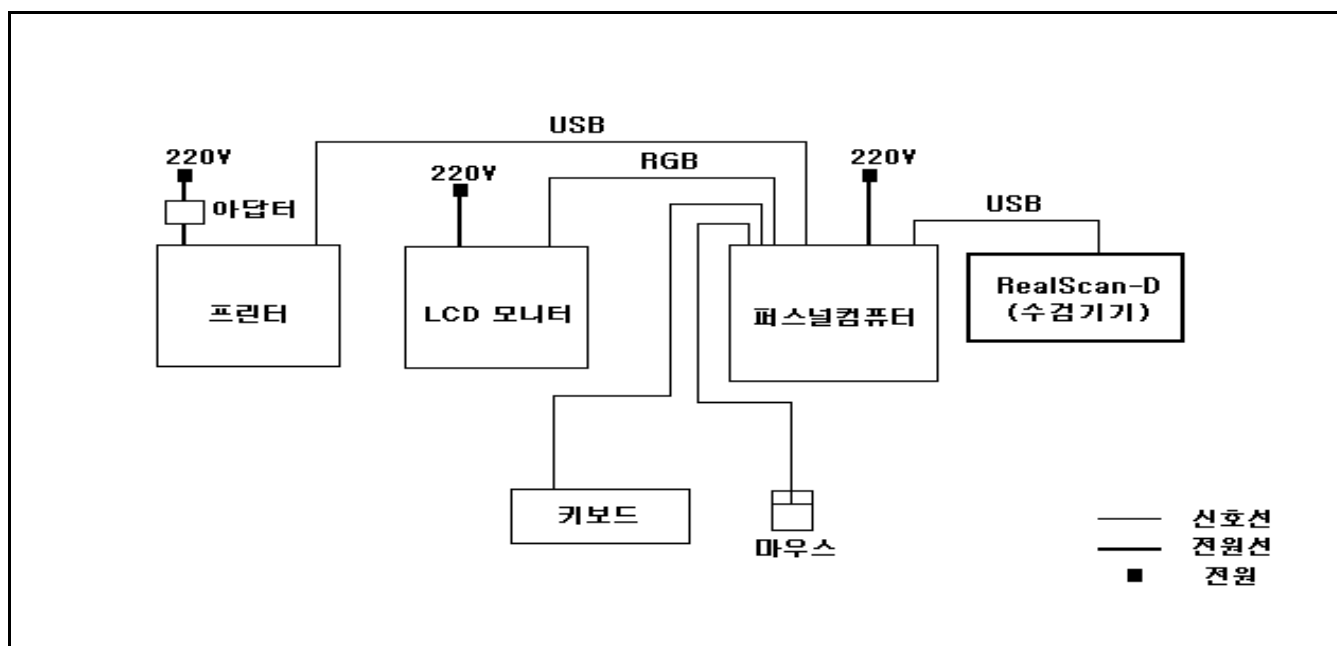 USB
220V
RGB
220V
220V
아답터
USB
프린터
LCD 모니터
퍼스널컴퓨터
RealScan-D
(수검기기)
키보드
마우스
신호선
전원선
전원